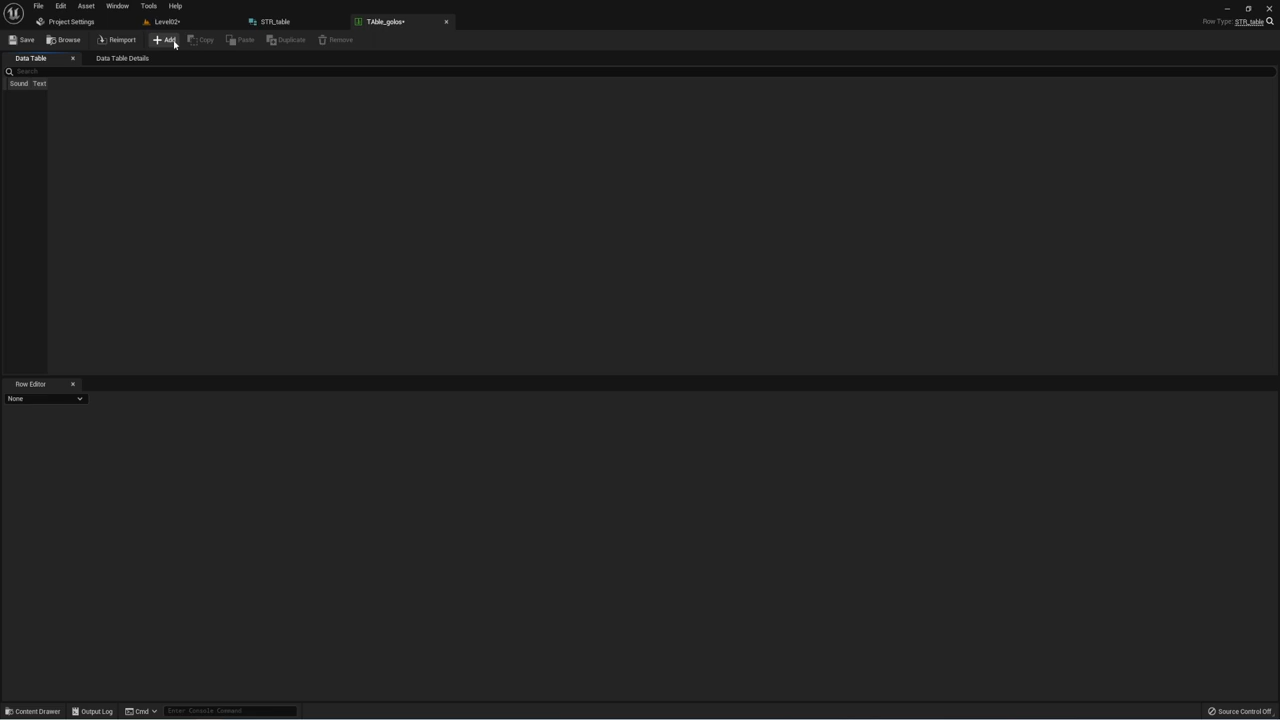 File Edit Asset Window Tools Help
Project Settings Level02* STR_table TAble_golos* Row Type: STR_table
Save Browse Reimport Add Copy Paste Duplicate Remove
Data Table Data Table Details
Search
Sound Text
Row Editor
None
Content Drawer Output Log Cmd Enter Console Command Source Control Off